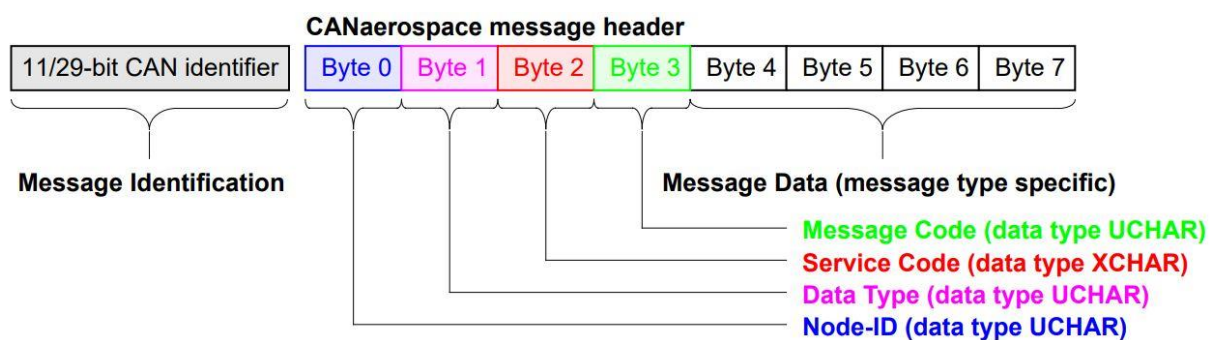 CANaerospace message header
11/29-bit CAN identifier Byte 0 Byte 1 Byte 2 Byte 3 Byte 4 Byte 5 Byte 6 Byte 7
Message Identification Message Data (message type specific)
Message Code (data type UCHAR)
Service Code (data type XCHAR)
Data Type (data type UCHAR)
Node-ID (data type UCHAR)